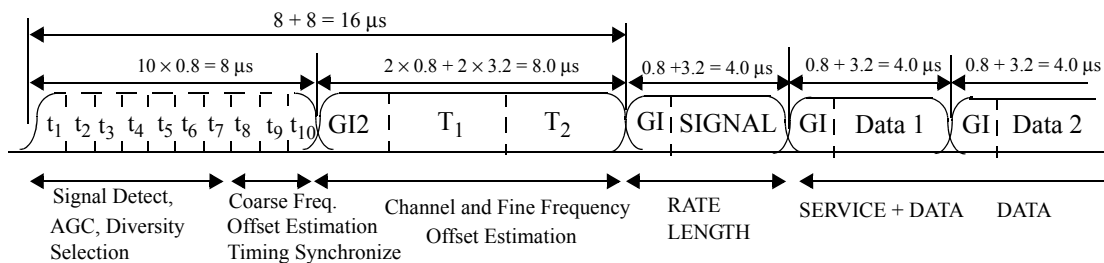 8 + 8 = 16 µs
10 × 0.8 = 8 µs
2 × 0.8 + 2 × 3.2 = 8.0 µs
0.8 +3.2 = 4.0 µs
0.8 + 3.2 = 4.0 µs
0.8 + 3.2 = 4.0 µs
t1 t2 t3 t4 t5 t6 t7 t8 t9 t10
GI2 T1 T2
GI SIGNAL
GI Data 1
GI Data 2
Signal Detect,
AGC, Diversity
Selection
Coarse Freq.
Offset Estimation
Timing Synchronize
Channel and Fine Frequency
Offset Estimation
RATE
LENGTH
SERVICE + DATA
DATA